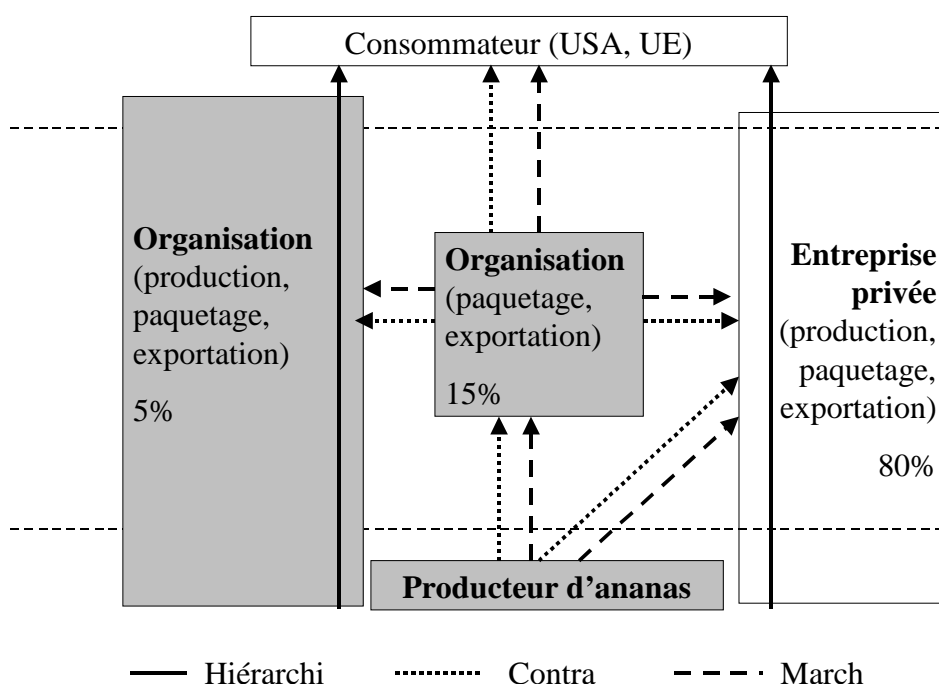 Consommateur (USA, UE)
Organisation
(production,
paquetage,
exportation)
5%
Organisation
(paquetage,
exportation)
15%
Entreprise
privée
(production,
paquetage,
exportation)
80%
Producteur d'ananas
Hiérarchi
Contra
March